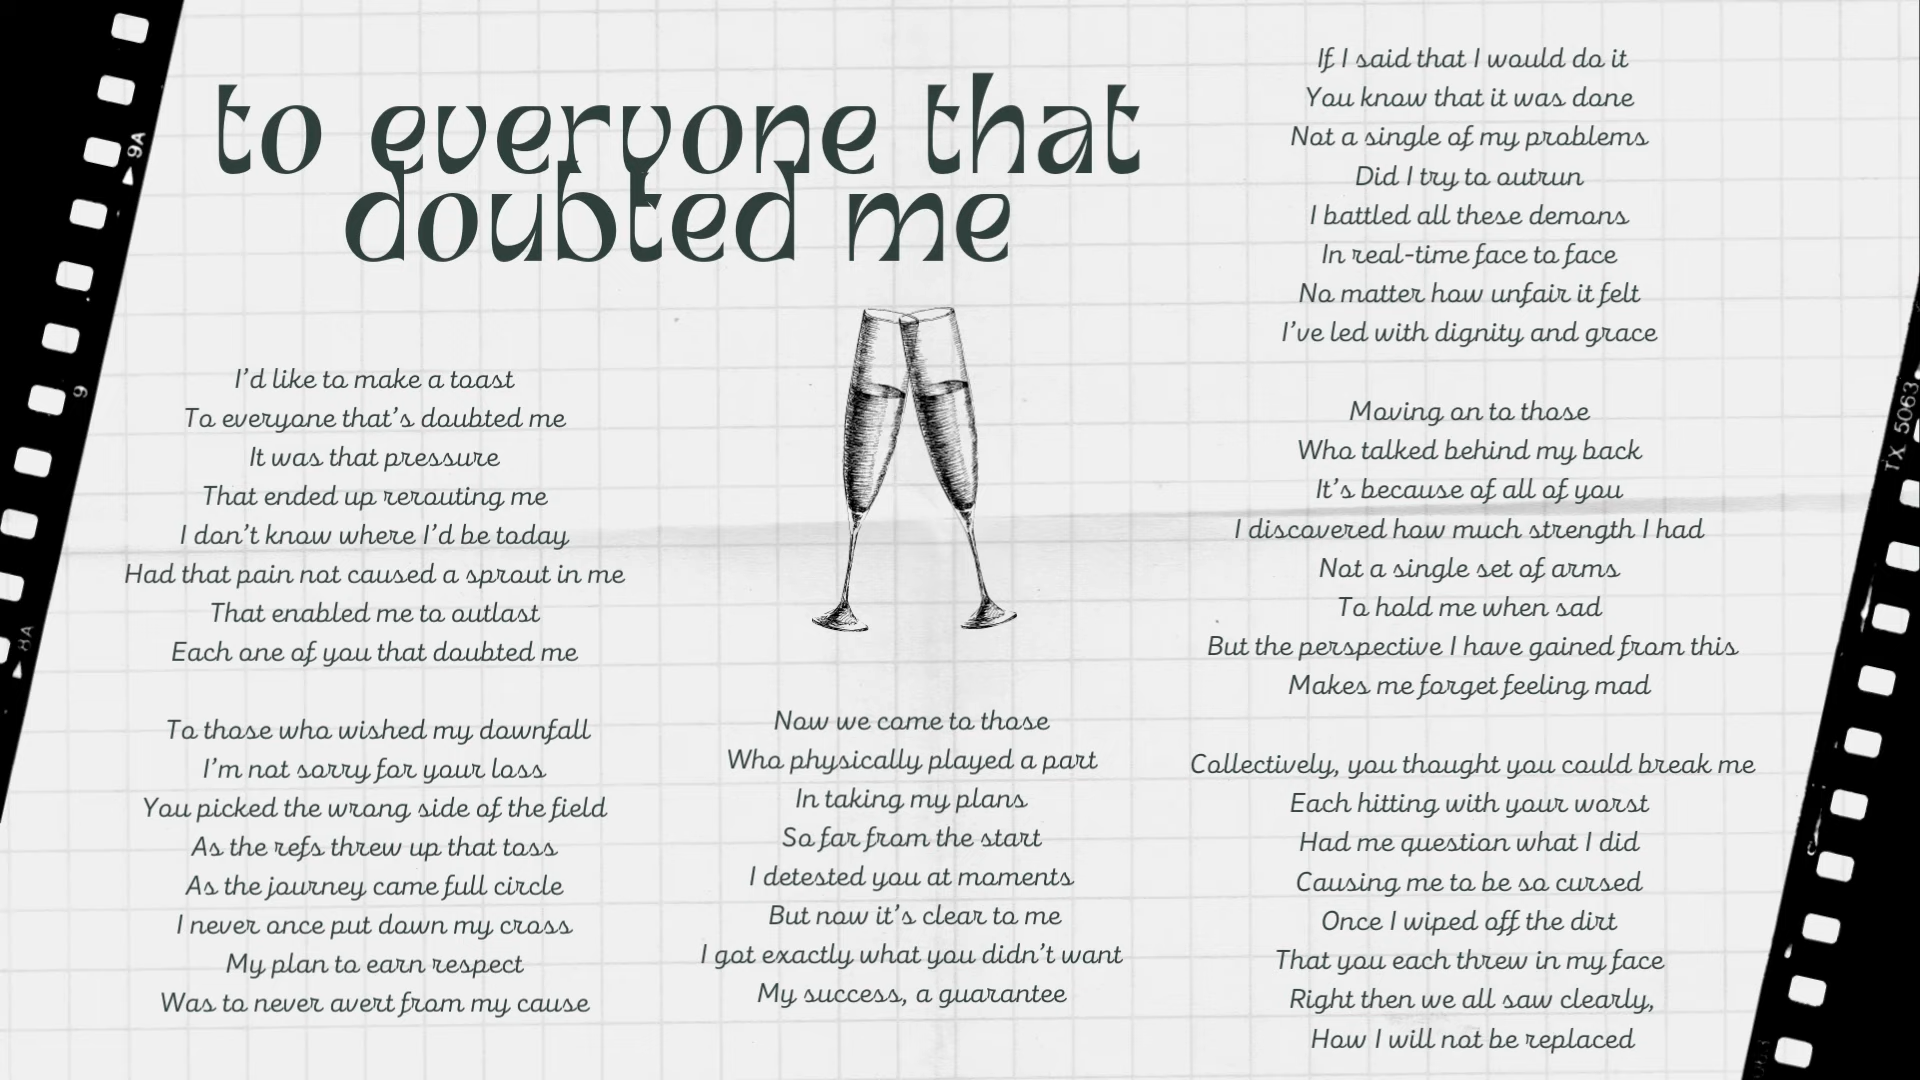 to everyone that
doubted me
I'd like to make a toast
To everyone that's doubted me
It was that pressure
That ended up rerouting me
I don't know where I'd be today
Had that pain not caused a sprout in me
That enabled me to outlast
Each one of you that doubted me
To those who wished my downfall
I'm not sorry for your loss
You picked the wrong side of the field
As the refs threw up that toss
As the journey came full circle
I never once put down my cross
My plan to earn respect
Was to never avert from my cause
Now we come to those
Who physically played a part
In taking my plans
So far from the start
I detested you at moments
But now it's clear to me
I got exactly what you didn't want
My success, a guarantee
If I said that I would do it
You know that it was done
Not a single of my problems
Did I try to outrun
I battled all these demons
In real-time face to face
No matter how unfair it felt
I've led with dignity and grace
Moving on to those
Who talked behind my back
It's because of all of you
I discovered how much strength I had
Not a single set of arms
To hold me when sad
But the perspective I have gained from this
Makes me forget feeling mad
Collectively, you thought you could break me
Each hitting with your worst
Had me question what I did
Causing me to be so cursed
Once I wiped off the dirt
That you each threw in my face
Right then we all saw clearly,
How I will not be replaced
9A
9
8A
TX 5063